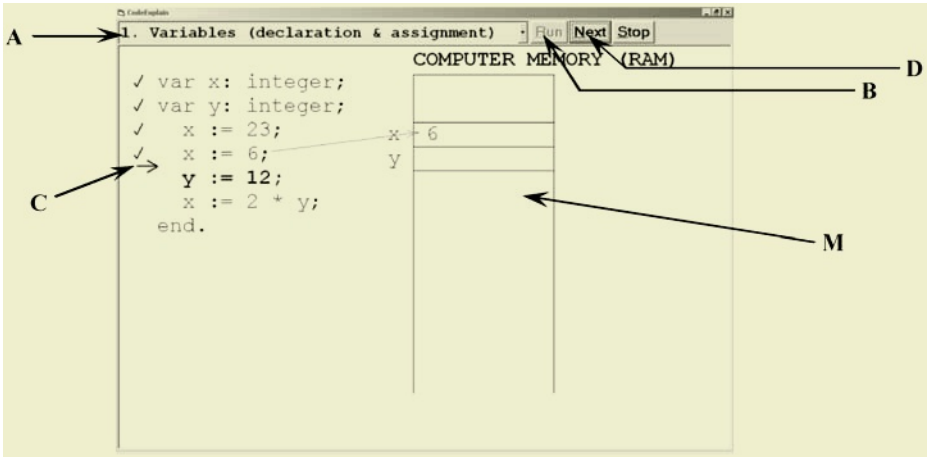 CodeExplain
A
1. Variables (declaration & assignment) Run Next Stop
COMPUTER MEMORY (RAM)
D
B
✓ var x: integer;
✓ var y: integer;
✓ x := 23;
✓ x := 6; x 6
→ y := 12; y
C
x := 2 * y;
end.
M